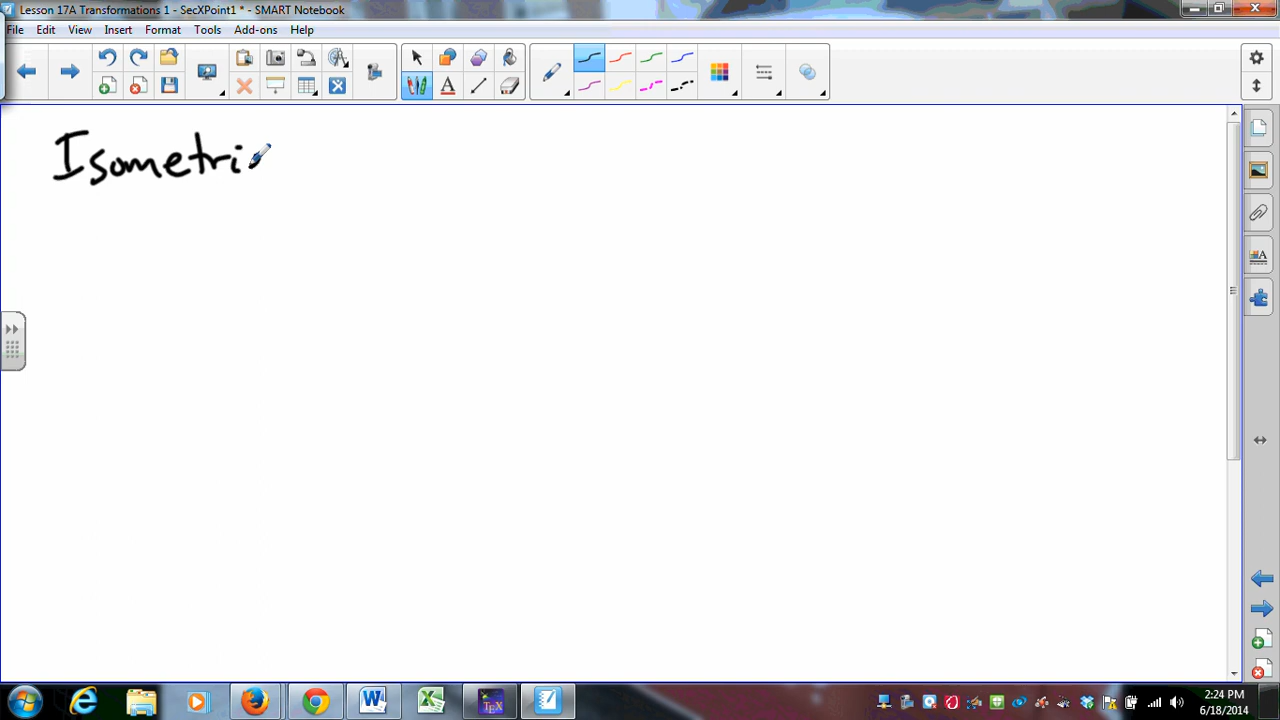 Lesson 17A Transformations 1 - SecXPoint1 * - SMART Notebook
File Edit View Insert Format Tools Add-ons Help
Isometri
2:24 PM
6/18/2014